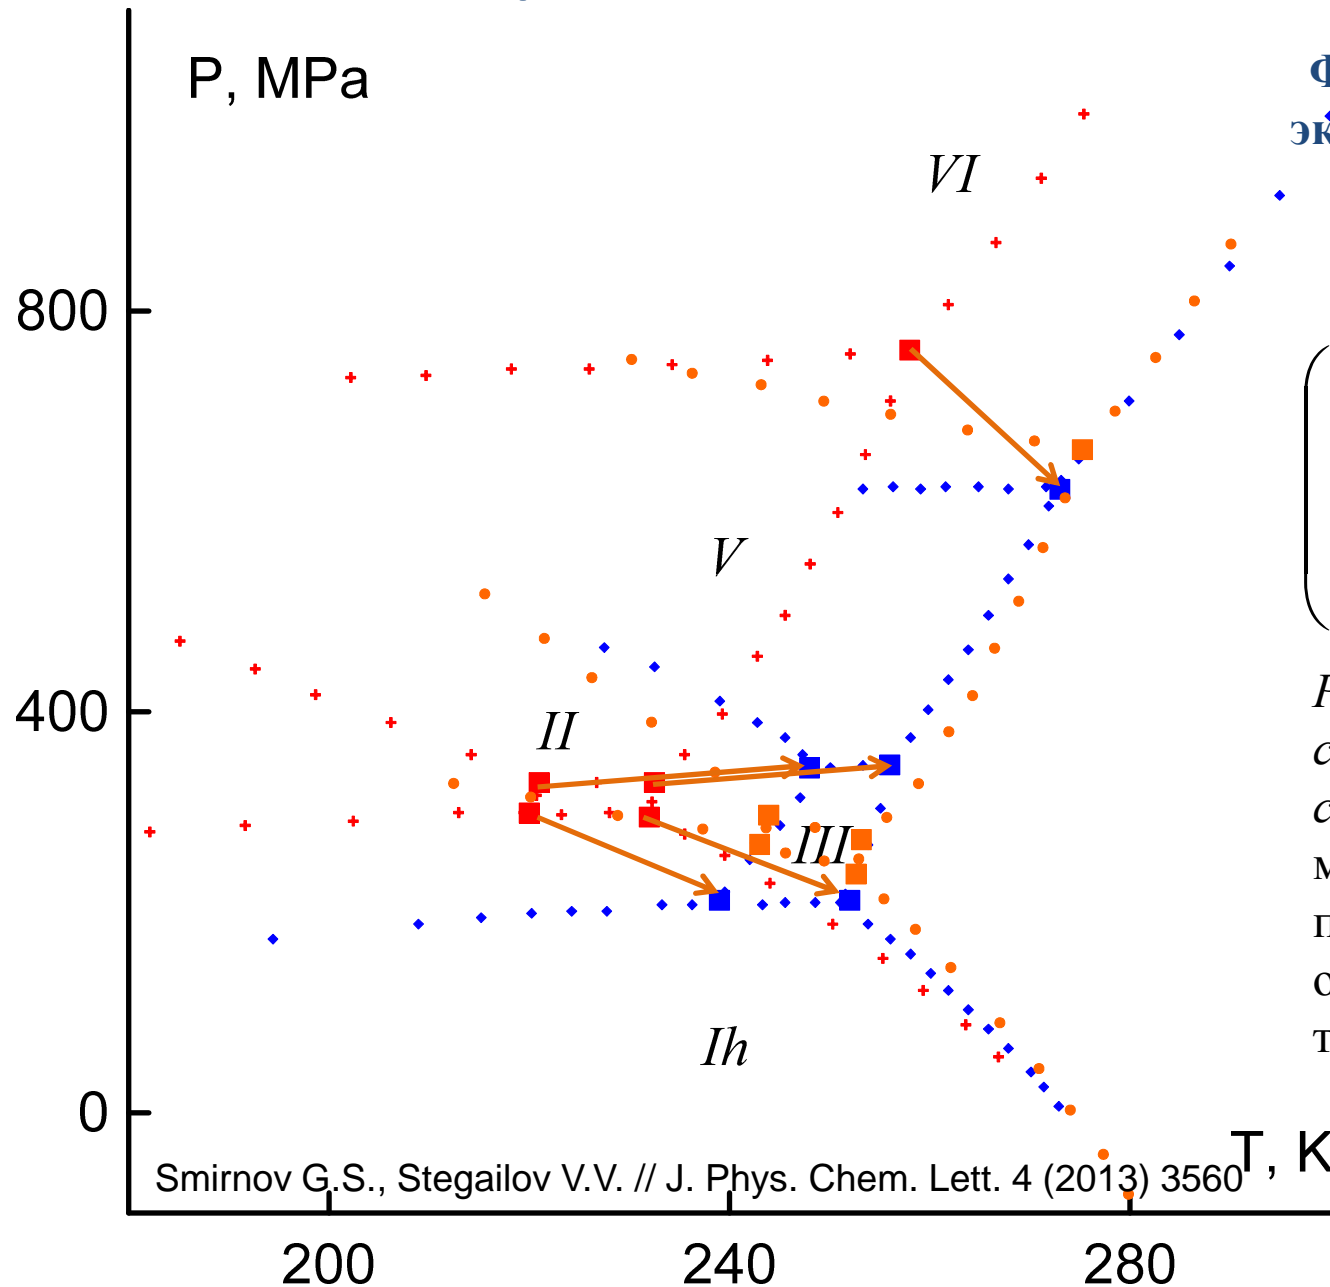 P, MPa
Ф
эк
VI
800
V
400
II
III
с
с
м
п
о
т
Ih
0
T, K
Smirnov G.S., Stegailov V.V. // J. Phys. Chem. Lett. 4 (2013) 3560
200
240
280